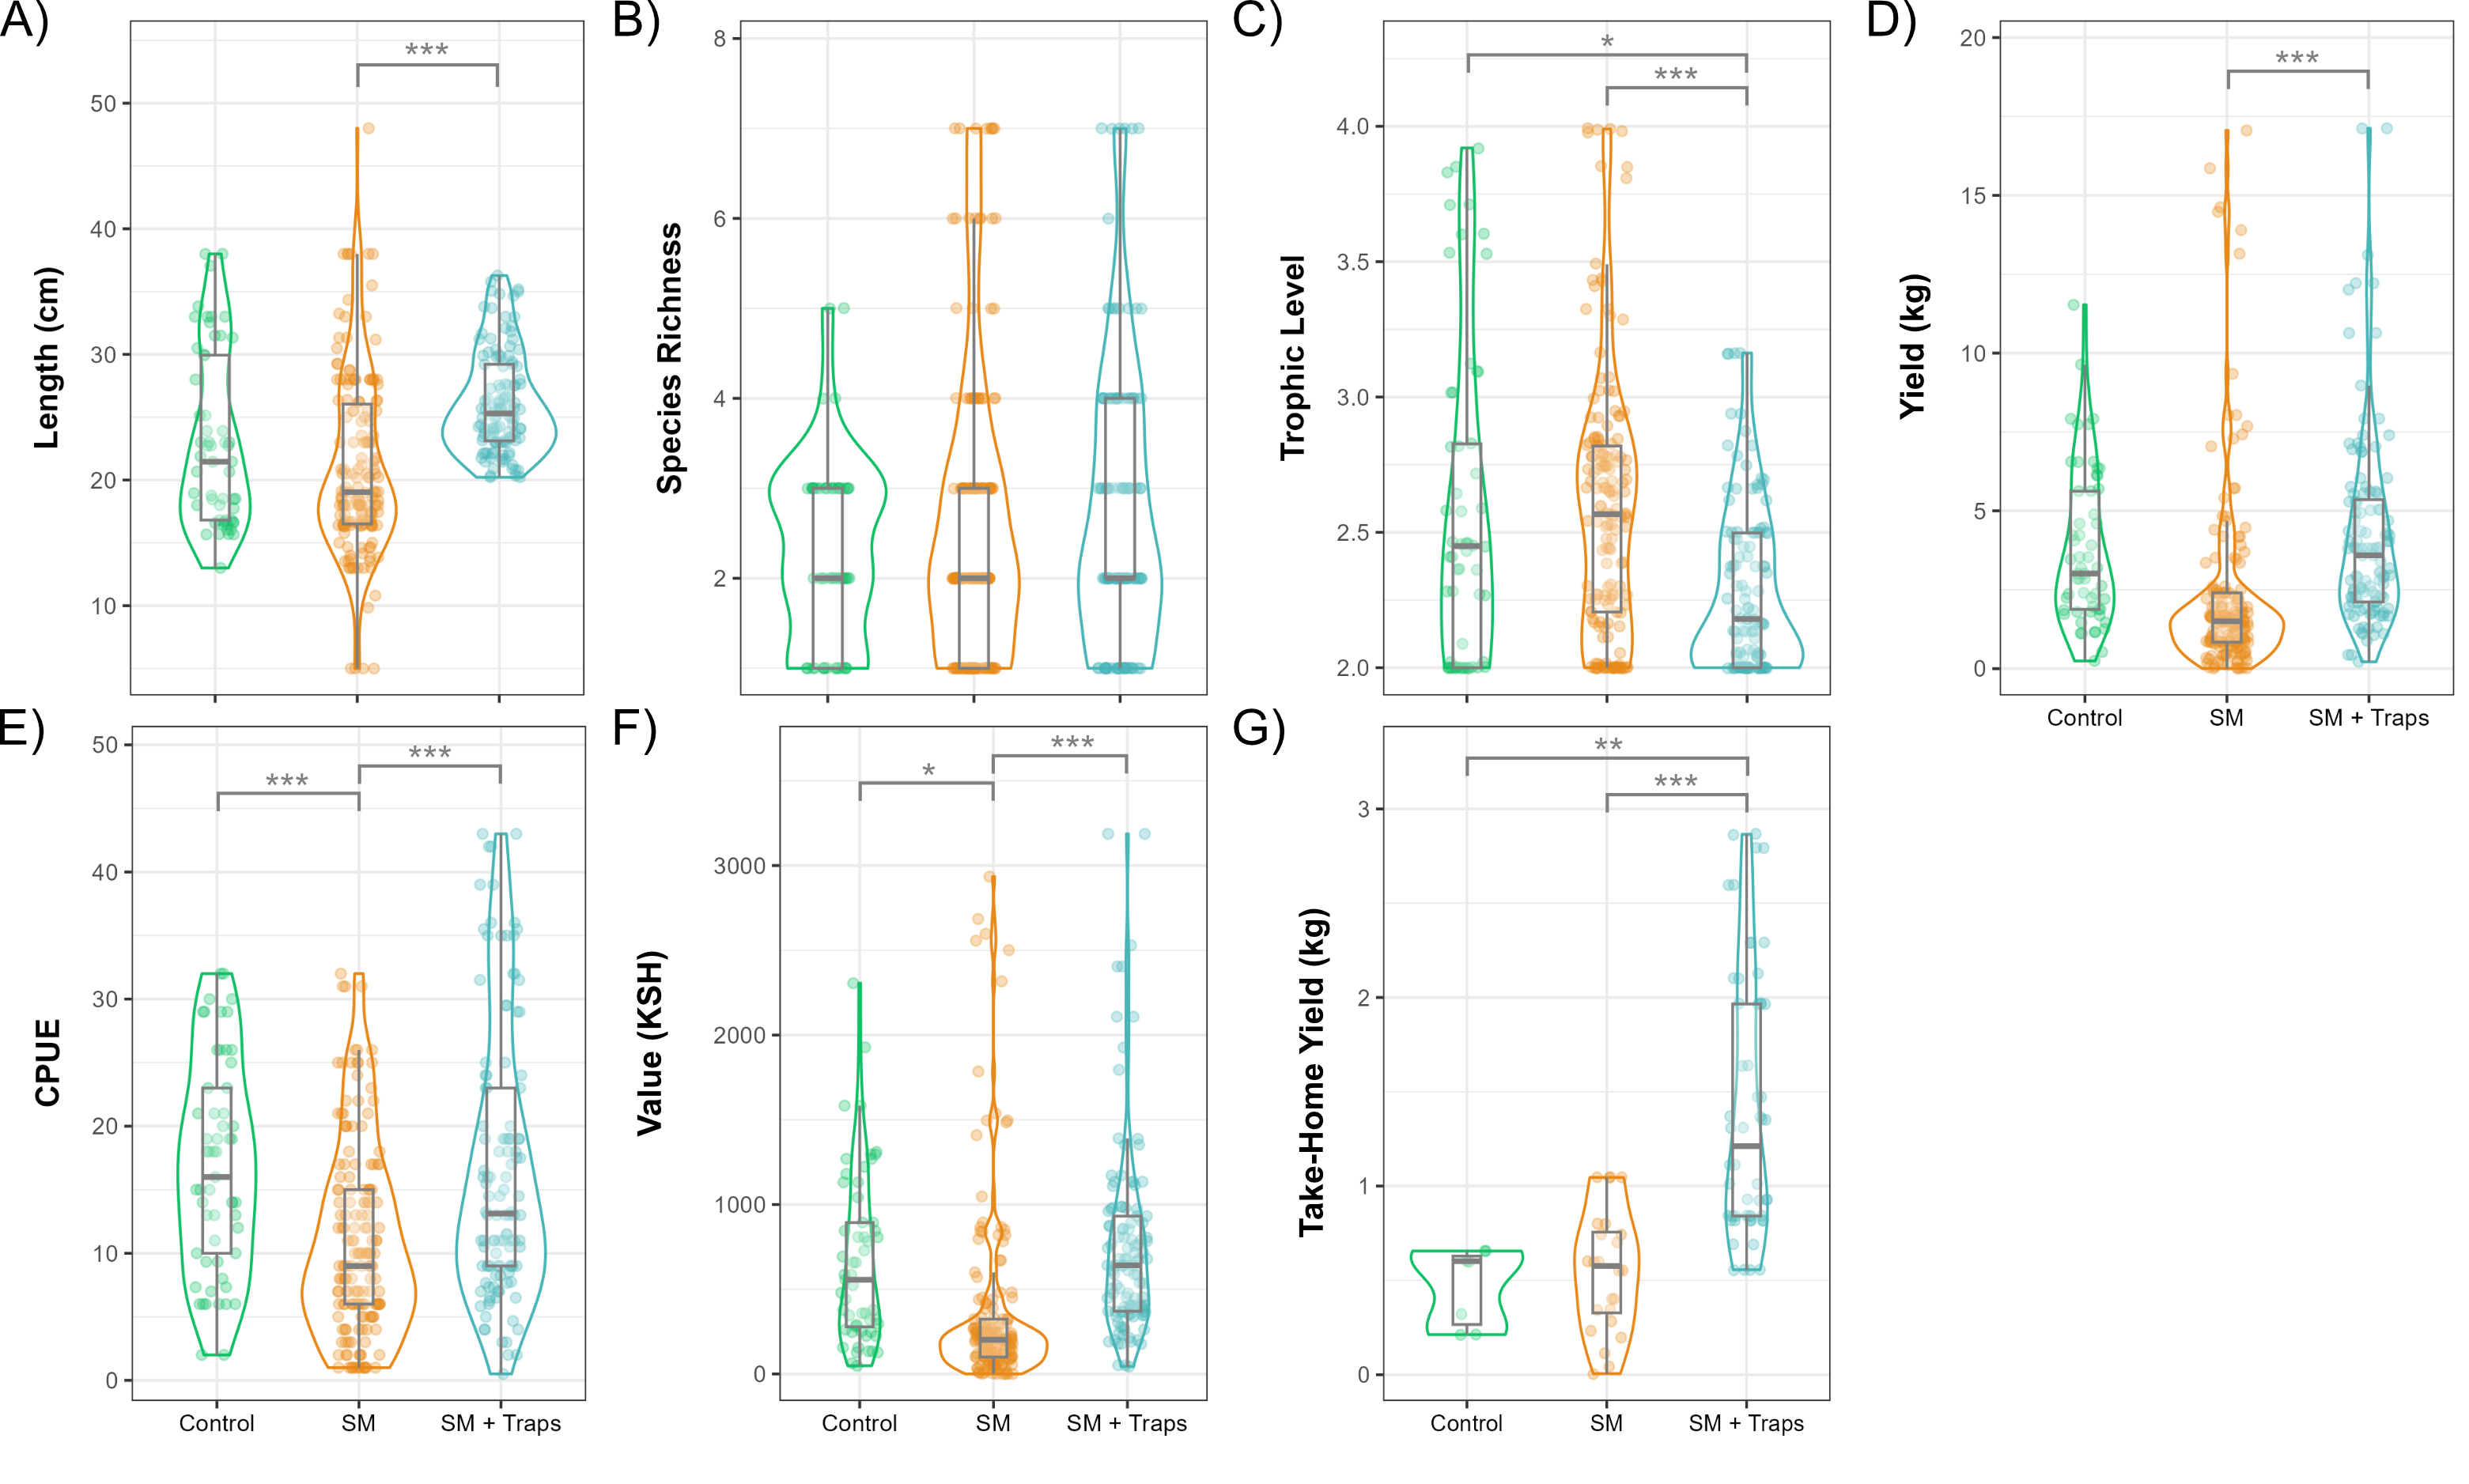 A)
Length (cm)
50
40
30
20
10
***
B)
Species Richness
8
6
4
2
C)
Trophic Level
4.0
3.5
3.0
2.5
2.0
*
***
D)
Yield (kg)
20
15
10
5
0
***
Control SM SM + Traps
E)
CPUE
50
40
30
20
10
0
***
***
Control SM SM + Traps
F)
Value (KSH)
3000
2000
1000
0
*
***
Control SM SM + Traps
G)
Take-Home Yield (kg)
3
2
1
0
**
***
Control SM SM + Traps